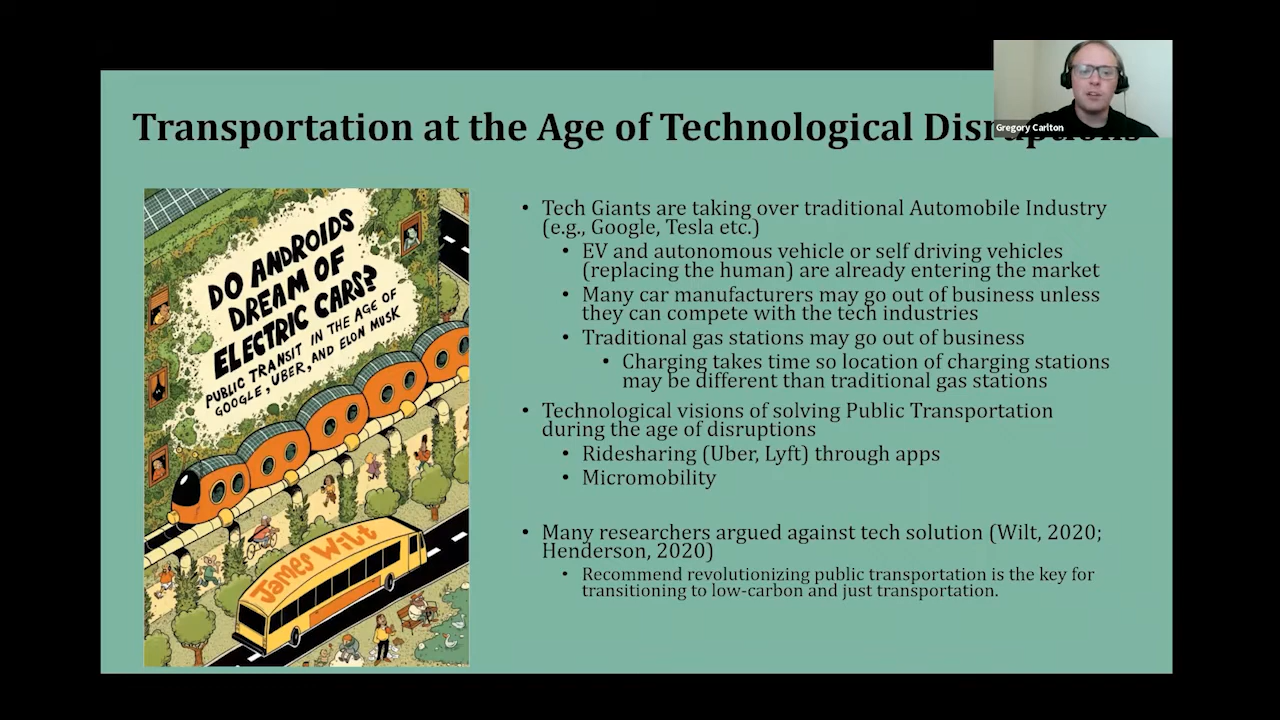 Transportation at the Age of Technological Disruptions
Gregory Carlton
DO ANDROIDS
DREAM OF
ELECTRIC CARS?
PUBLIC TRANSIT IN THE AGE OF
GOOGLE, UBER, AND ELON MUSK
James Wilt
• Tech Giants are taking over traditional Automobile Industry
(e.g., Google, Tesla etc.)
• EV and autonomous vehicle or self driving vehicles
(replacing the human) are already entering the market
• Many car manufacturers may go out of business unless
they can compete with the tech industries
• Traditional gas stations may go out of business
• Charging takes time so location of charging stations
may be different than traditional gas stations
• Technological visions of solving Public Transportation
during the age of disruptions
• Ridesharing (Uber, Lyft) through apps
• Micromobility
• Many researchers argued against tech solution (Wilt, 2020;
Henderson, 2020)
• Recommend revolutionizing public transportation is the key for
transitioning to low-carbon and just transportation.